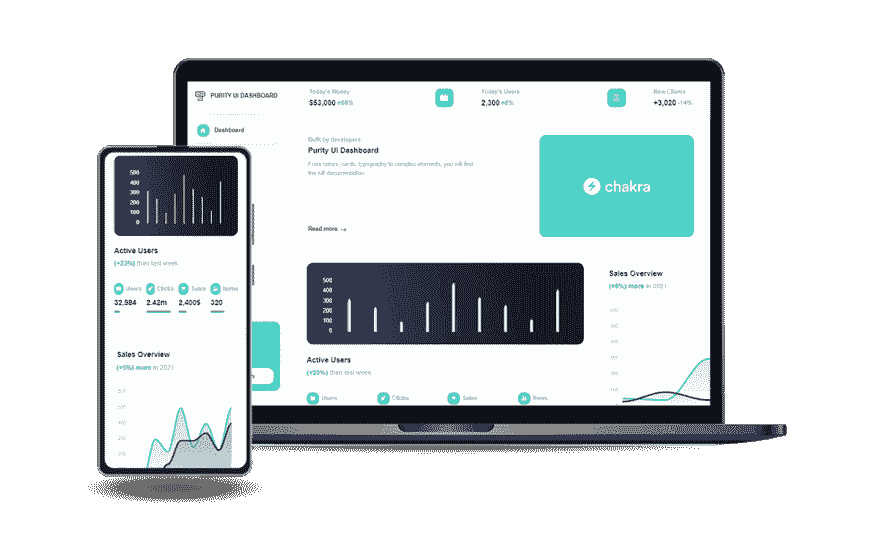 PURITY UI DASHBOARD
Dashboard
Today's Money
$53,000 +55%
Today's Users
2,300 +5%
New Clients
+3,020 -14%
Built by developers
Purity UI Dashboard
From colors, cards, typography to complex elements, you will find
the full documentation.
Read more →
chakra
500
400
300
200
100
0
Active Users
(+23%) than last week
Users
Clicks
Sales
Items
Sales Overview
(+5%) more in 2021
500
400
300
200
100
500
400
300
200
100
0
Active Users
(+23%) than last week
Users
Clicks
Sales
Items
32,984
2.42m
2,400$
320
Sales Overview
(+5%) more in 2021
500
400
300
200